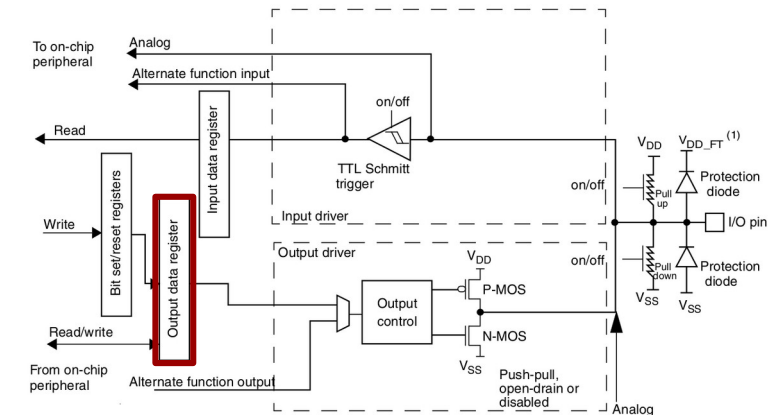 To on-chip
peripheral
Analog
Alternate function input
on/off
Read
TTL Schmitt
trigger
Input data register
Bit set/reset registers
Write
Output data register
Read/write
From on-chip
peripheral
Alternate function output
Input driver
Output driver
Output
control
VDD
P-MOS
N-MOS
VSS
Push-pull,
open-drain or
disabled
on/off
on/off
VDD
Pull
up
Pull
down
VSS
VDD_FT (1)
Protection
diode
I/O pin
Protection
diode
VSS
Analog